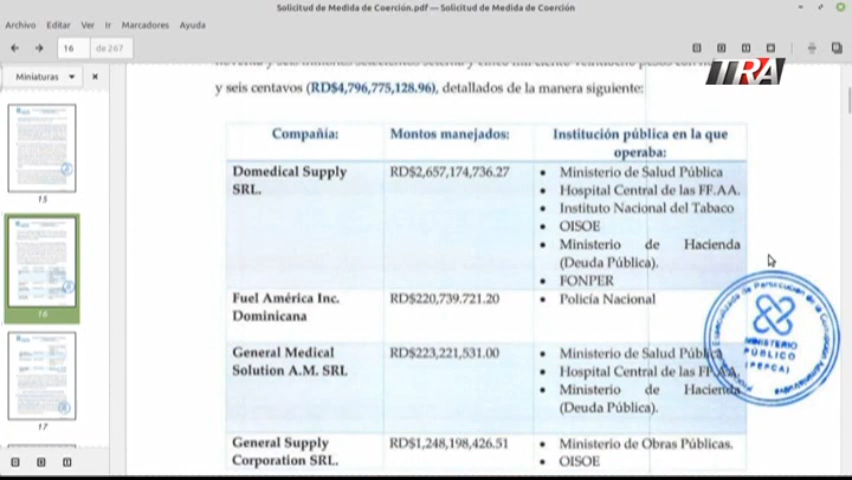 Solicitud de Medida de Coerción.pdf — Solicitud de Medida de Coerción
Archivo Editar Ver Ir Marcadores Ayuda
16 de 267
Miniaturas
TRA
y seis centavos (RD$4,796,775,128.96), detallados de la manera siguiente:
Compañía: Montos manejados: Institución pública en la que
operaba:
Domedical Supply RD$2,657,174,736.27 • Ministerio de Salud Pública
SRL. • Hospital Central de las FF.AA.
• Instituto Nacional del Tabaco
• OISOE
• Ministerio de Hacienda
(Deuda Pública).
• FONPER
Fuel América Inc. RD$220,739.721.20 • Policía Nacional
Dominicana
General Medical RD$223,221,531.00 • Ministerio de Salud Pública
Solution A.M. SRL • Hospital Central de las FF.AA.
• Ministerio de Hacienda
(Deuda Pública).
General Supply RD$1,248,198,426.51 • Ministerio de Obras Públicas.
Corporation SRL. • OISOE
MINISTERIO
PÚBLICO
(PEPCA)
15
16
17